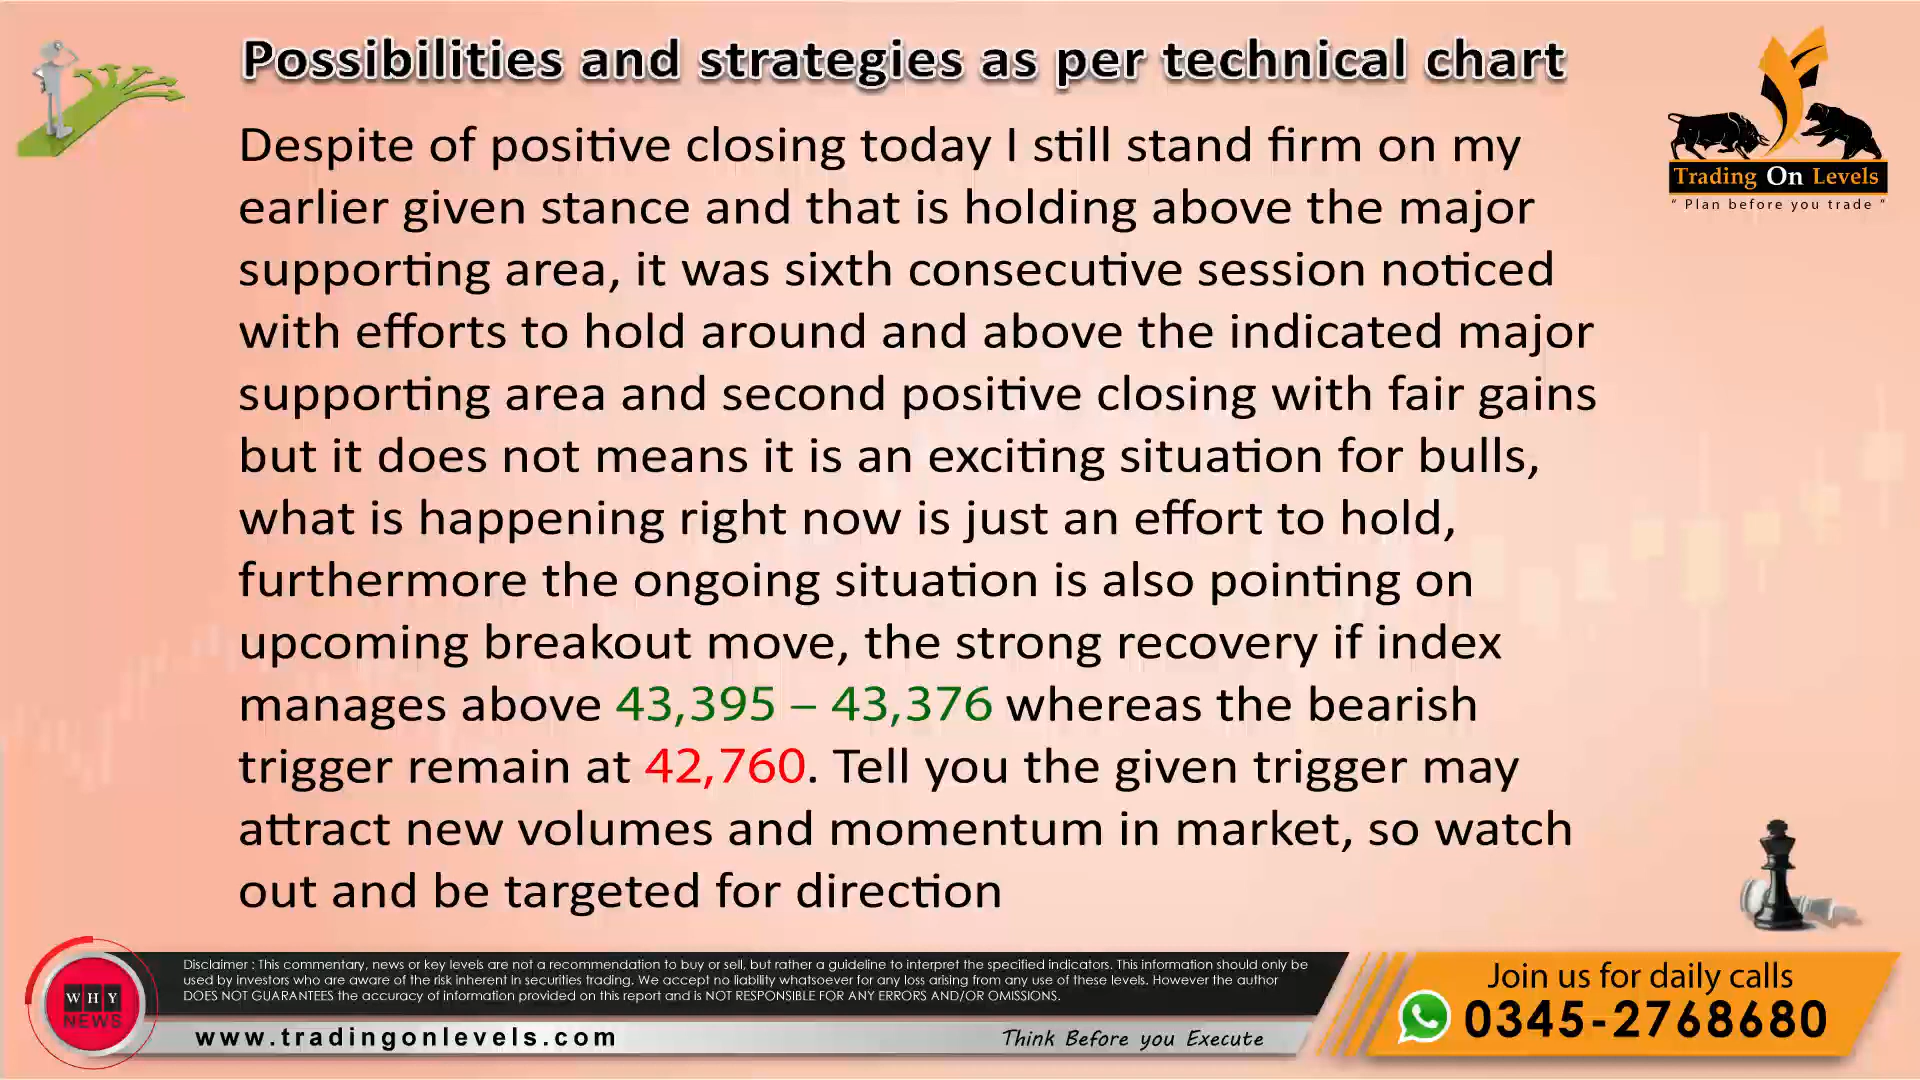 Possibilities and strategies as per technical chart
Despite of positive closing today I still stand firm on my
earlier given stance and that is holding above the major
supporting area, it was sixth consecutive session noticed
with efforts to hold around and above the indicated major
supporting area and second positive closing with fair gains
but it does not means it is an exciting situation for bulls,
what is happening right now is just an effort to hold,
furthermore the ongoing situation is also pointing on
upcoming breakout move, the strong recovery if index
manages above 43,395 – 43,376 whereas the bearish
trigger remain at 42,760. Tell you the given trigger may
attract new volumes and momentum in market, so watch
out and be targeted for direction
Trading On Levels
" Plan before you trade "
WHY
NEWS
Disclaimer : This commentary, news or key levels are not a recommendation to buy or sell, but rather a guideline to interpret the specified indicators. This information should only be
used by investors who are aware of the risk inherent in securities trading. We accept no liability whatsoever for any loss arising from any use of these levels. However the author
DOES NOT GUARANTEES the accuracy of information provided on this report and is NOT RESPONSIBLE FOR ANY ERRORS AND/OR OMISSIONS.
www.tradingonlevels.com
Think Before you Execute
Join us for daily calls
0345-2768680